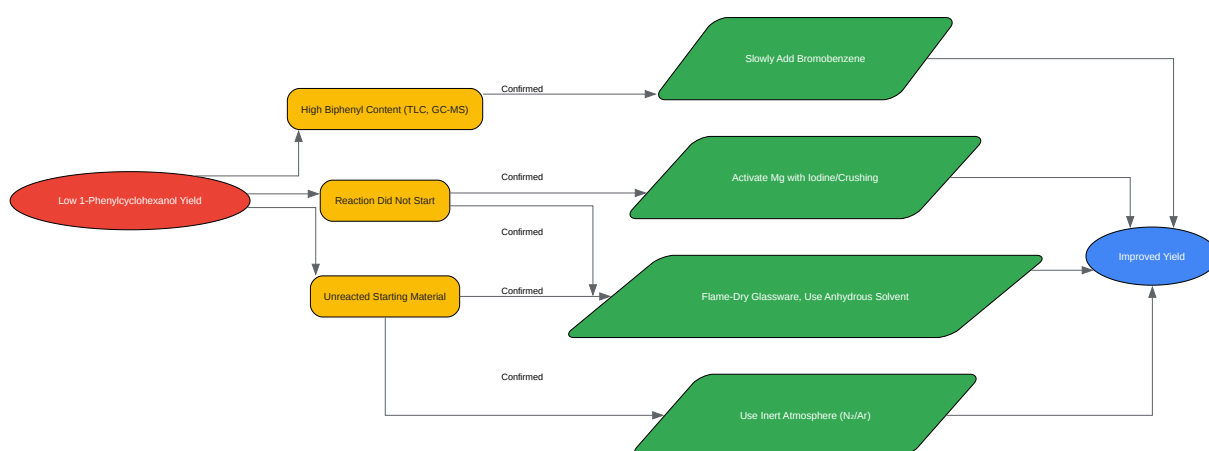 Slowly Add Bromobenzene
Confirmed
High Biphenyl Content (TLC, GC-MS)
Confirmed
Activate Mg with Iodine/Crushing
Low 1-Phenylcyclohexanol Yield
Reaction Did Not Start
Confirmed
Improved Yield
Confirmed
Unreacted Starting Material
Flame-Dry Glassware, Use Anhydrous Solvent
Confirmed
Use Inert Atmosphere (N₂/Ar)